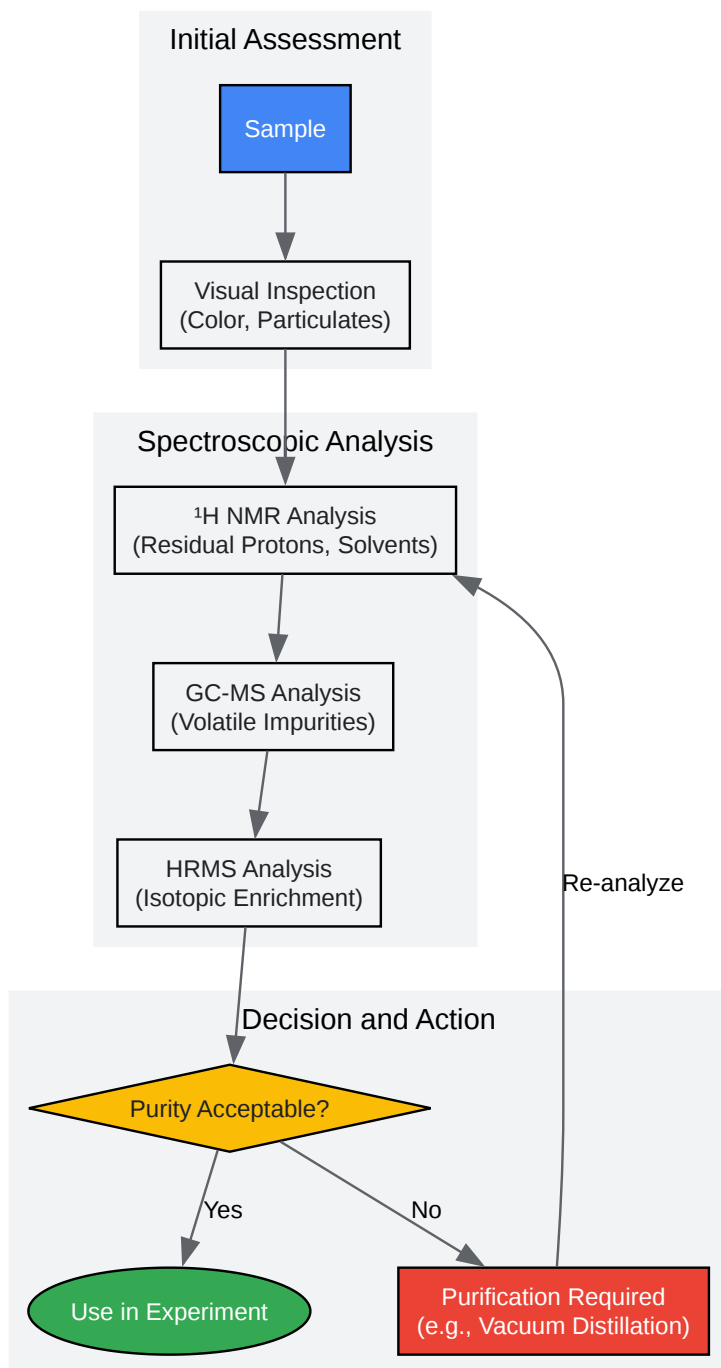 Initial Assessment
Sample
Visual Inspection
(Color, Particulates)
Spectroscopic Analysis
¹H NMR Analysis
(Residual Protons, Solvents)
GC-MS Analysis
(Volatile Impurities)
HRMS Analysis
(Isotopic Enrichment)
Re-analyze
Decision and Action
Purity Acceptable?
Yes
No
Use in Experiment
Purification Required
(e.g., Vacuum Distillation)